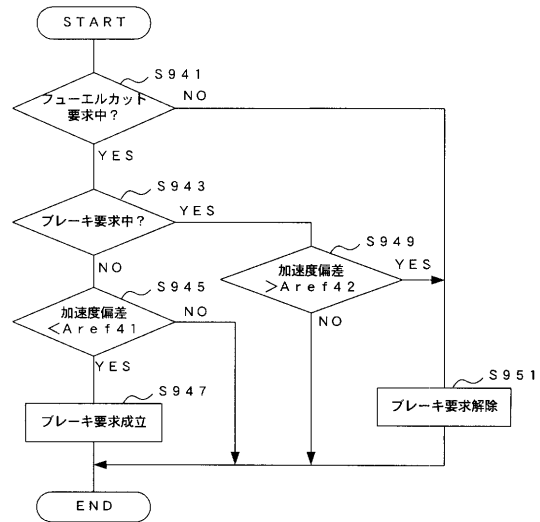 START
S941
フューエルカット
要求中?
NO
YES
S943
ブレーキ要求中?
YES
NO
S949
加速度偏差
>Aref42
YES
NO
S945
加速度偏差
<Aref41
NO
YES
S947
ブレーキ要求成立
S951
ブレーキ要求解除
END